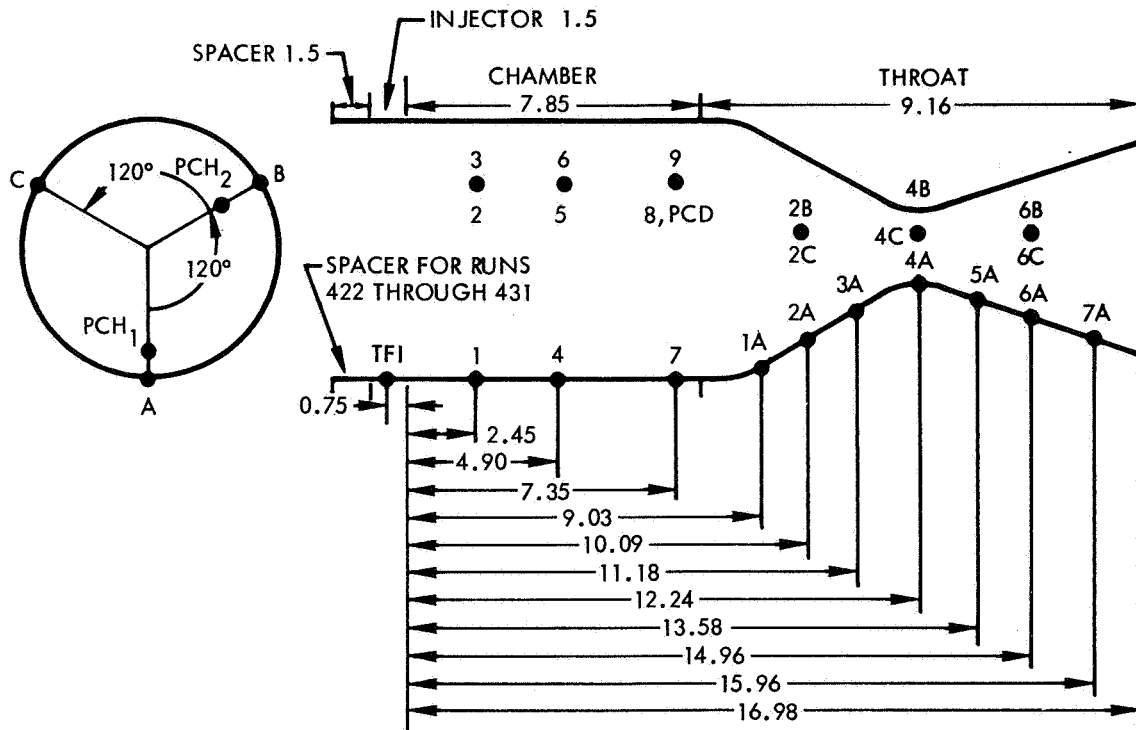 INJECTOR 1.5
SPACER 1.5
CHAMBER
7.85
THROAT
9.16
C
120°
PCH2
B
120°
PCH1
A
3
2
6
5
9
8, PCD
2B
2C
4B
4C
4A
6B
6C
SPACER FOR RUNS
422 THROUGH 431
TFI
1
4
7
1A
2A
3A
5A
6A
7A
0.75
2.45
4.90
7.35
9.03
10.09
11.18
12.24
13.58
14.96
15.96
16.98